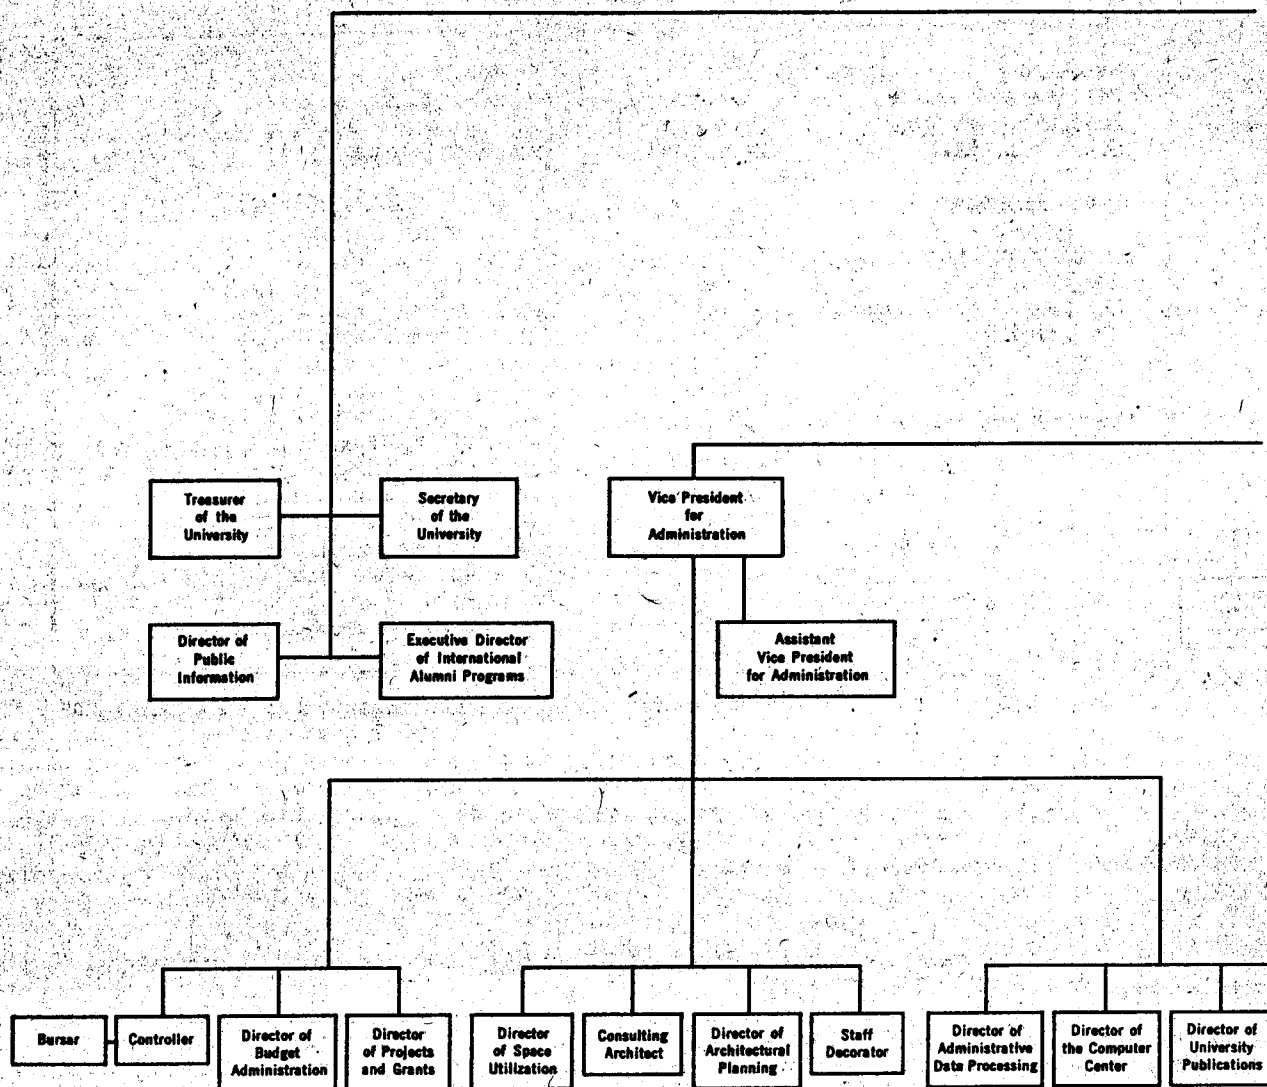 Treasurer
of the
University
Secretary
of the
University
Vice President
for
Administration
Director of
Public
Information
Executive Director
of International
Alumni Programs
Assistant
Vice President
for Administration
Bursar
Controller
Director of
Budget
Administration
Director
of Projects
and Grants
Director
of Space
Utilization
Consulting
Architect
Director of
Architectural
Planning
Staff
Decorator
Director of
Administrative
Data Processing
Director of
the Computer
Center
Director of
University
Publications